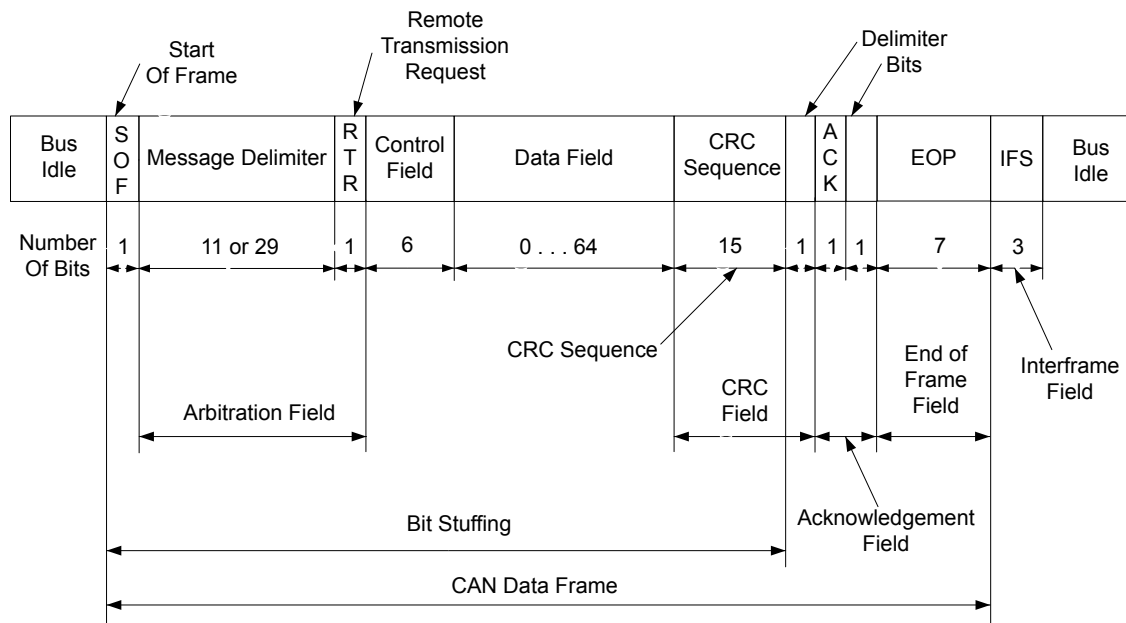 Start
Of Frame
Remote
Transmission
Request
Delimiter
Bits
Bus
Idle
SOF
Message Delimiter
RTR
Control
Field
Data Field
CRC
Sequence
ACK
EOP
IFS
Bus
Idle
Number
Of Bits
1
11 or 29
1
6
0 . . . 64
15
1
1
1
7
3
CRC Sequence
Arbitration Field
CRC
Field
End of
Frame
Field
Interframe
Field
Bit Stuffing
Acknowledgement
Field
CAN Data Frame